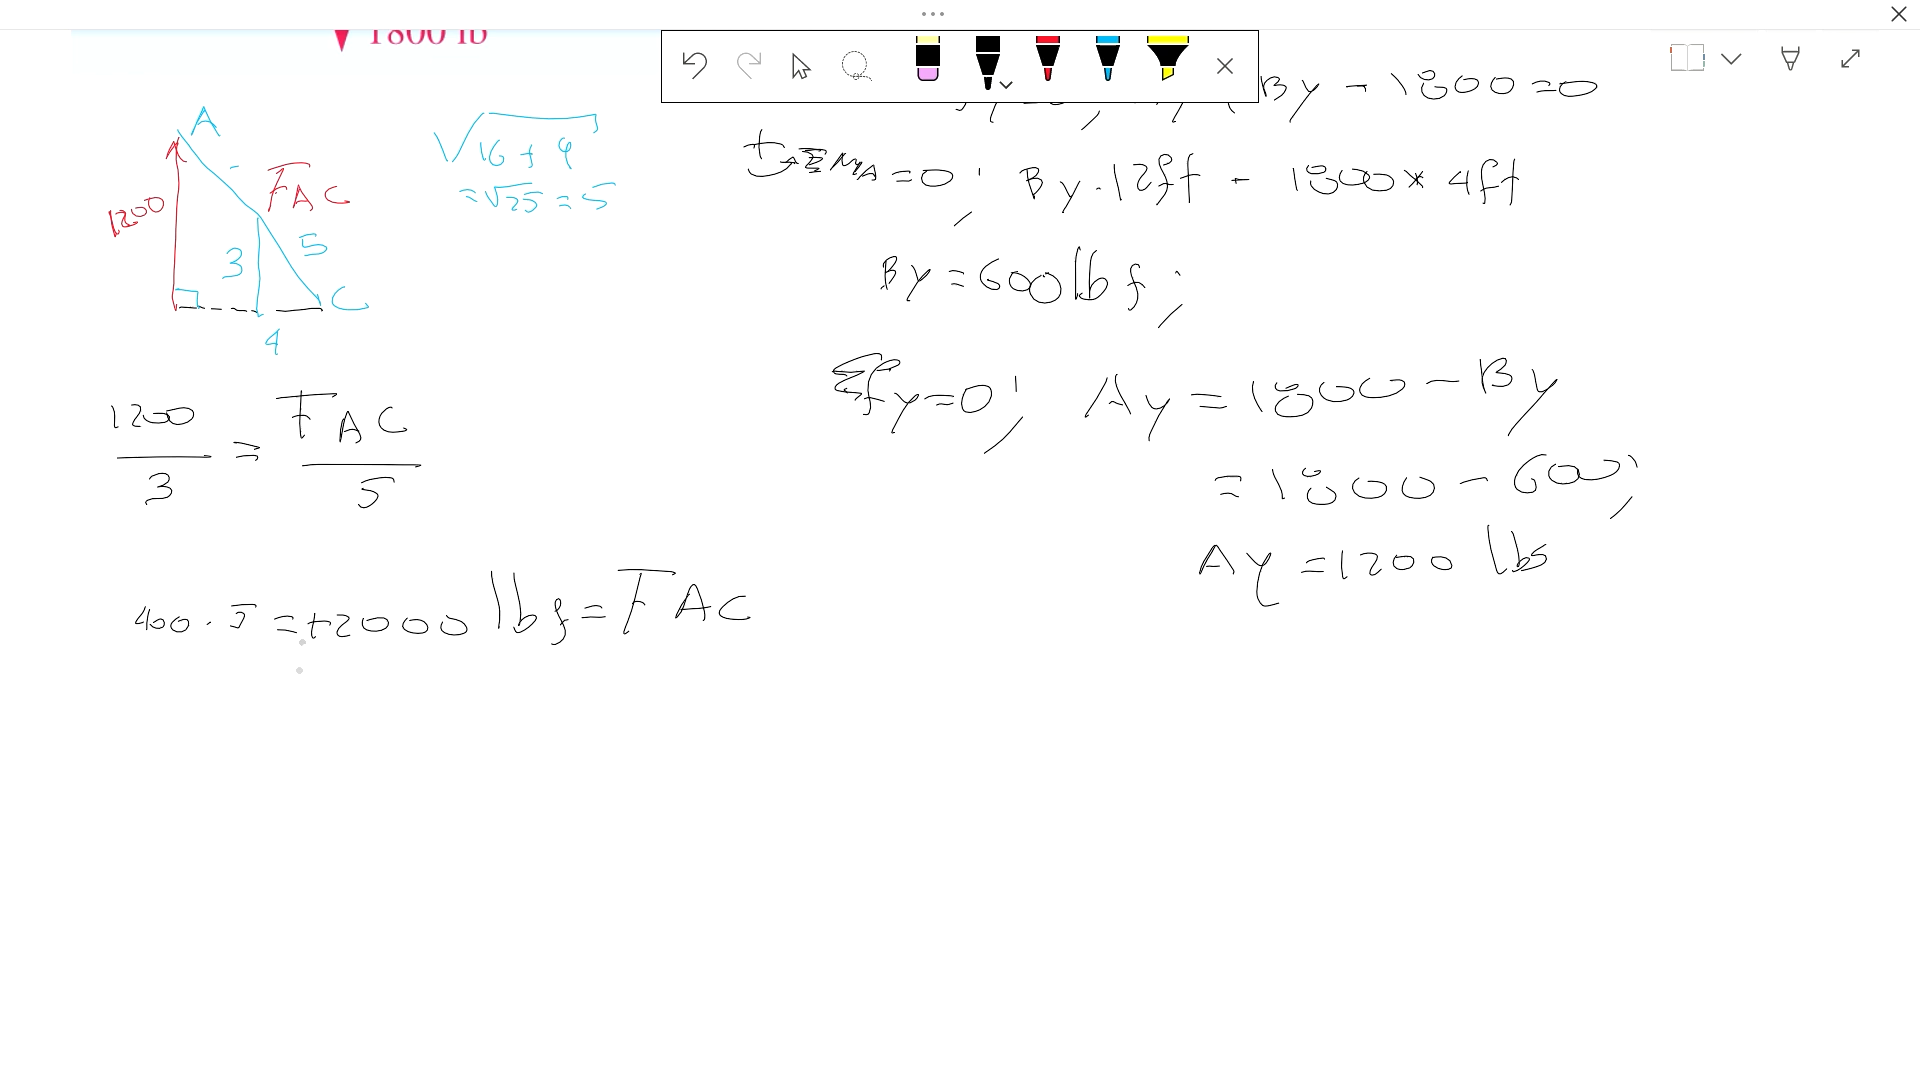 1800 lb
By - 1800 = 0
A
√16 + 9
= √25 = 5
1200
FAC
3
5
C
4
+ ΣMA = 0; By · 12ft - 1800 * 4ft
By = 600 lbf;
Σfy = 0; Ay = 1800 - By
= 1800 - 600;
Ay = 1200 lbs
1200/3 = FAC/5
400 · 5 = +2000 lbf = FAC